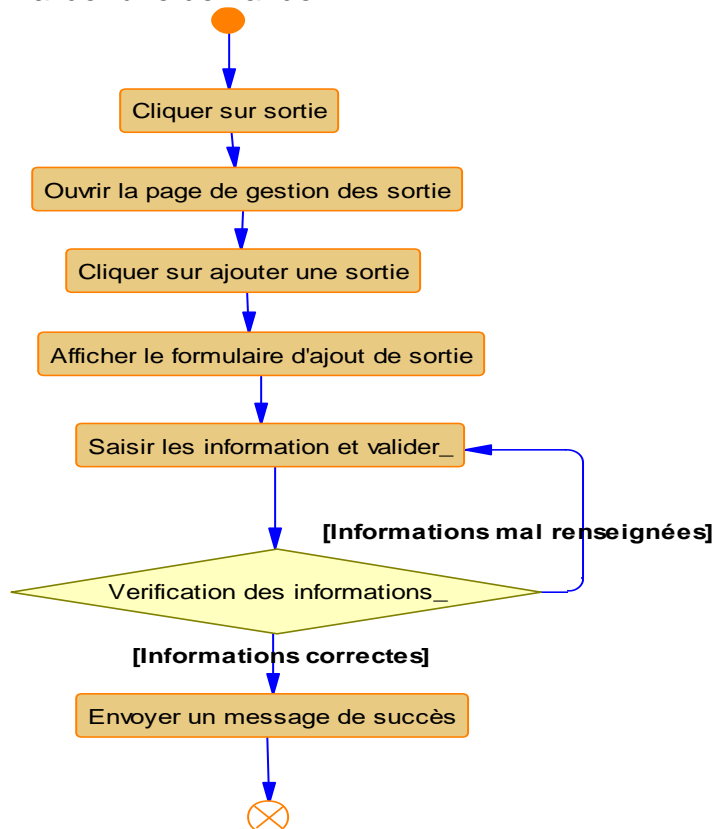 Cliquer sur sortie
Ouvrir la page de gestion des sortie
Cliquer sur ajouter une sortie
Afficher le formulaire d'ajout de sortie
Saisir les information et valider_
[Informations mal renseignées]
Verification des informations_
[Informations correctes]
Envoyer un message de succès